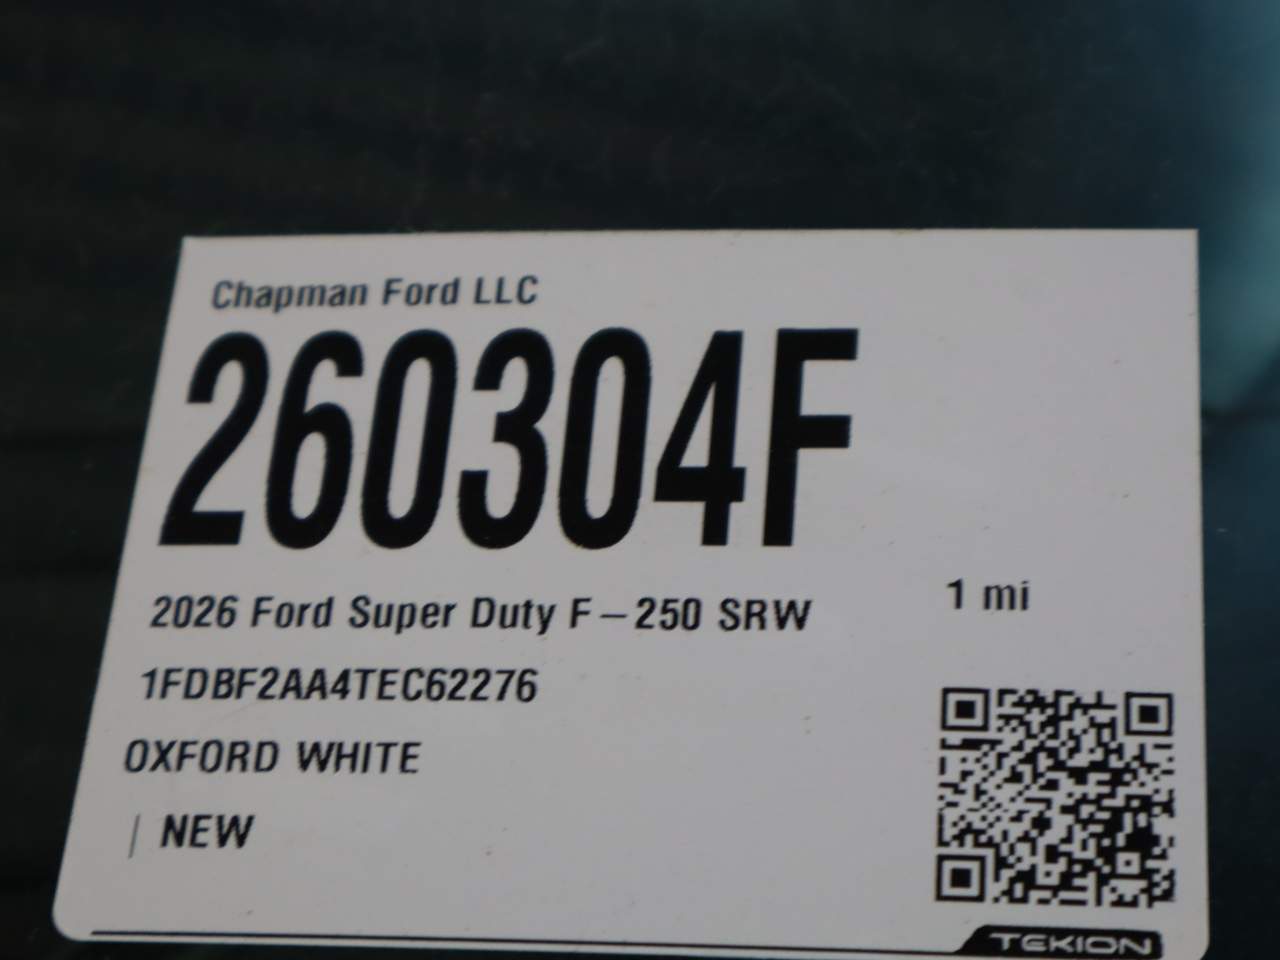 Chapman Ford LLC
260304F
2026 Ford Super Duty F-250 SRW
1 mi
1FDBF2AA4TEC62276
OXFORD WHITE
| NEW
TEKION